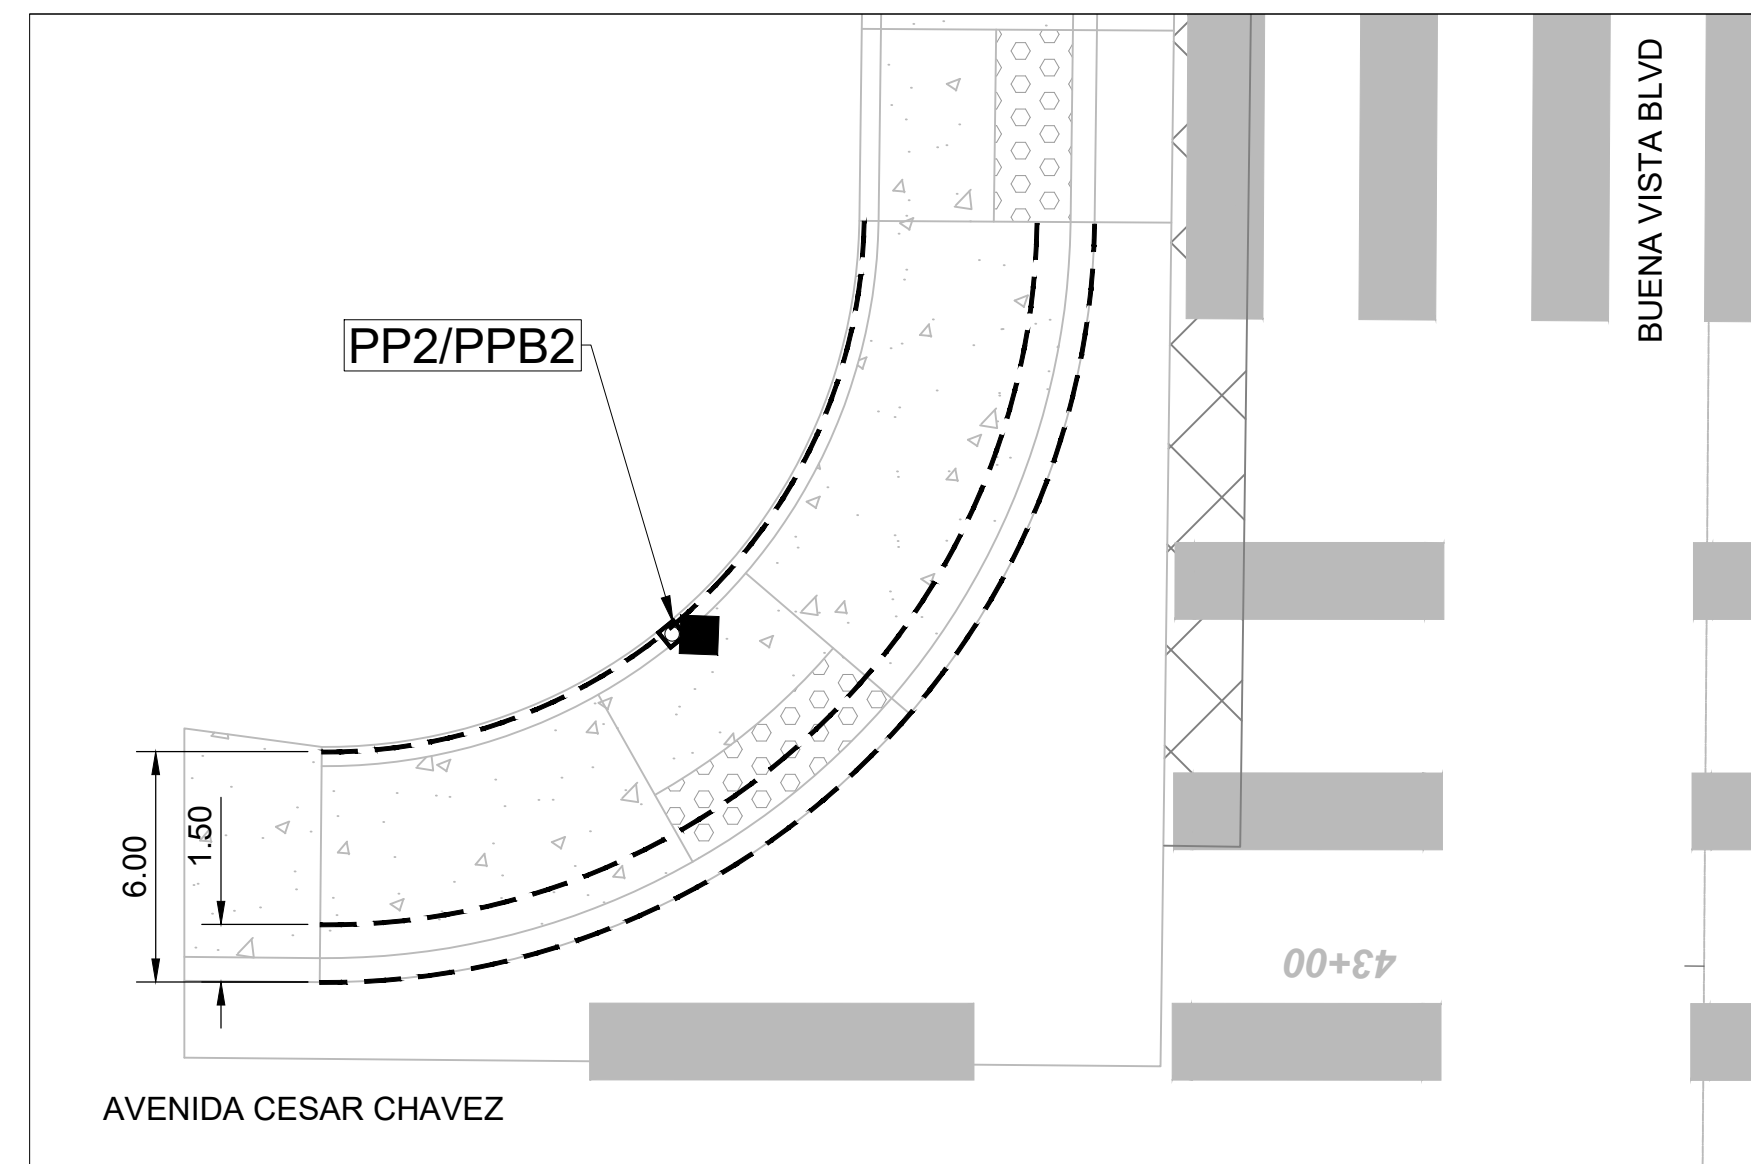 BUENA VISTA BLVD
PP2/PPB2
6.00
1.50
43+00
AVENIDA CESAR CHAVEZ